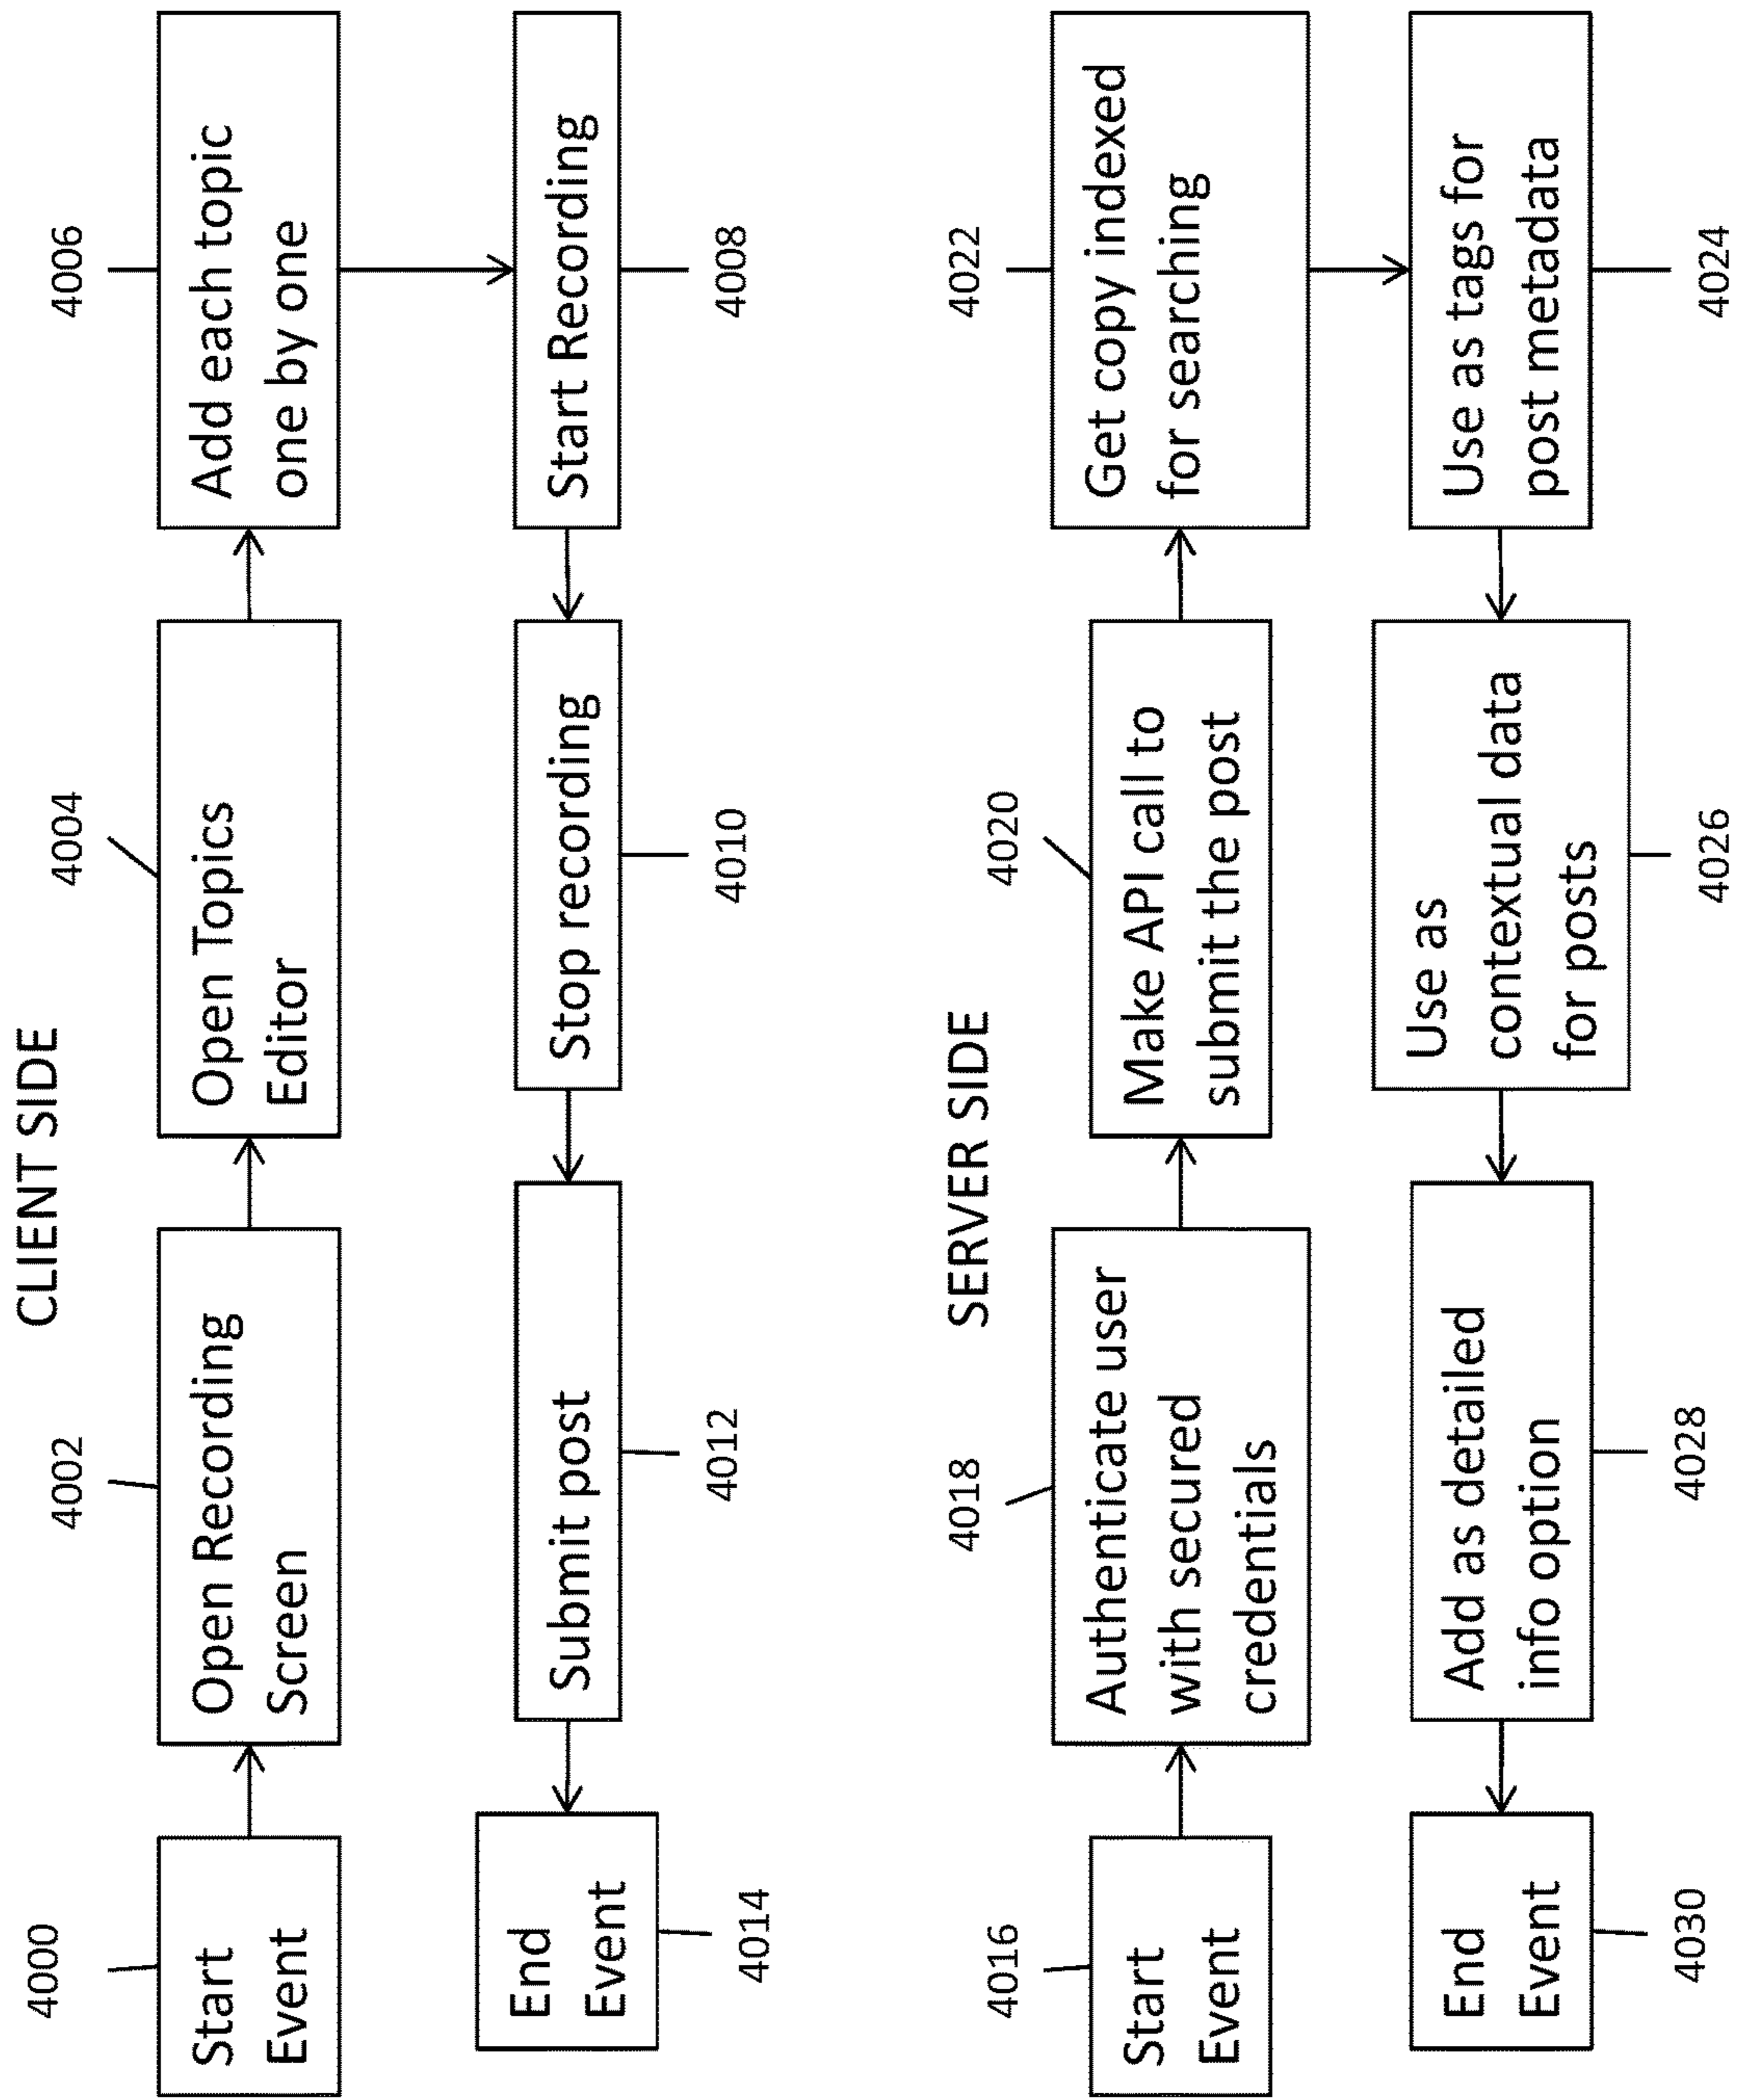 CLIENT SIDE
4000
4002
4004
4006
Start
Event
Open Recording
Screen
Open Topics
Editor
Add each topic
one by one
End
Event
Submit post
Stop recording
Start Recording
4014
4012
4010
4008
SERVER SIDE
4016
4018
4020
4022
Start
Event
Authenticate user
with secured
credentials
Make API call to
submit the post
Get copy indexed
for searching
End
Event
Add as detailed
info option
Use as
contextual data
for posts
Use as tags for
post metadata
4030
4028
4026
4024